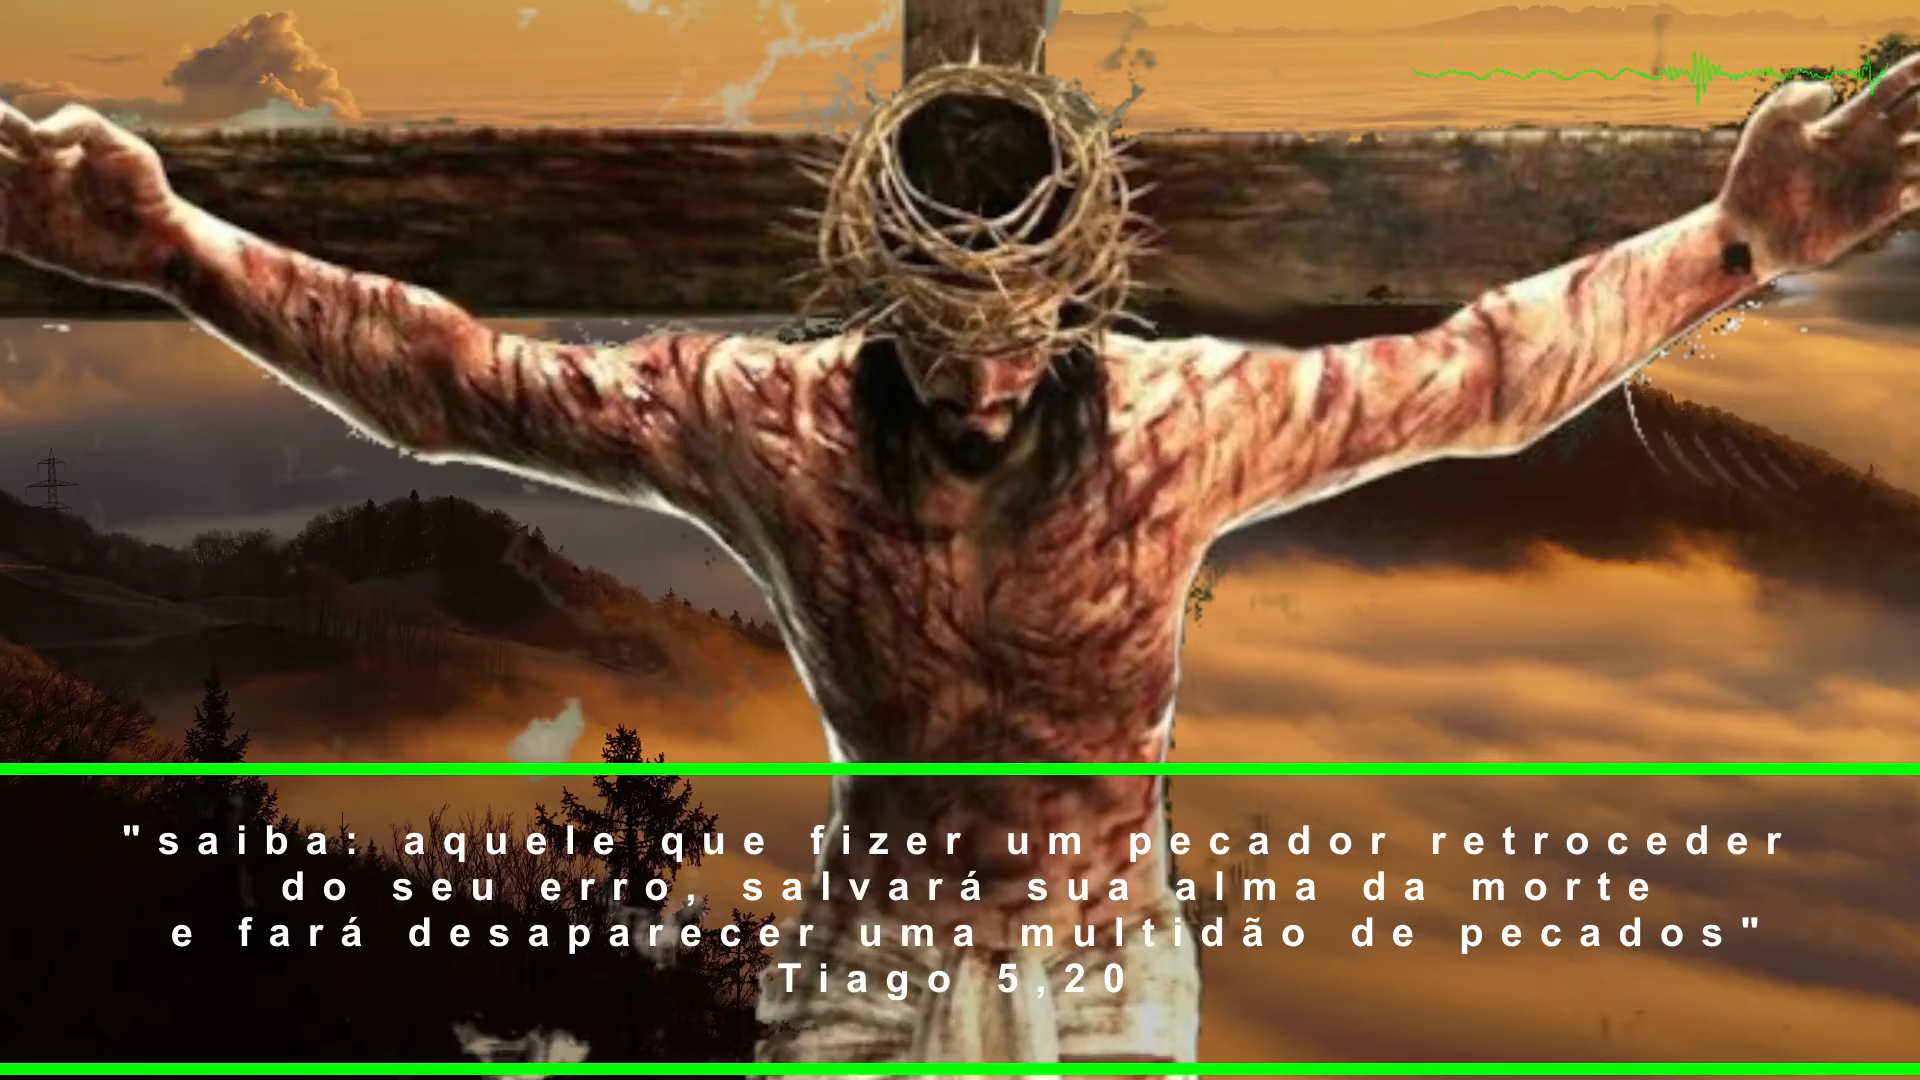 "saiba: aquele que fizer um pecador retroceder
do seu erro, salvará sua alma da morte
e fará desaparecer uma multidão de pecados"
Tiago 5,20